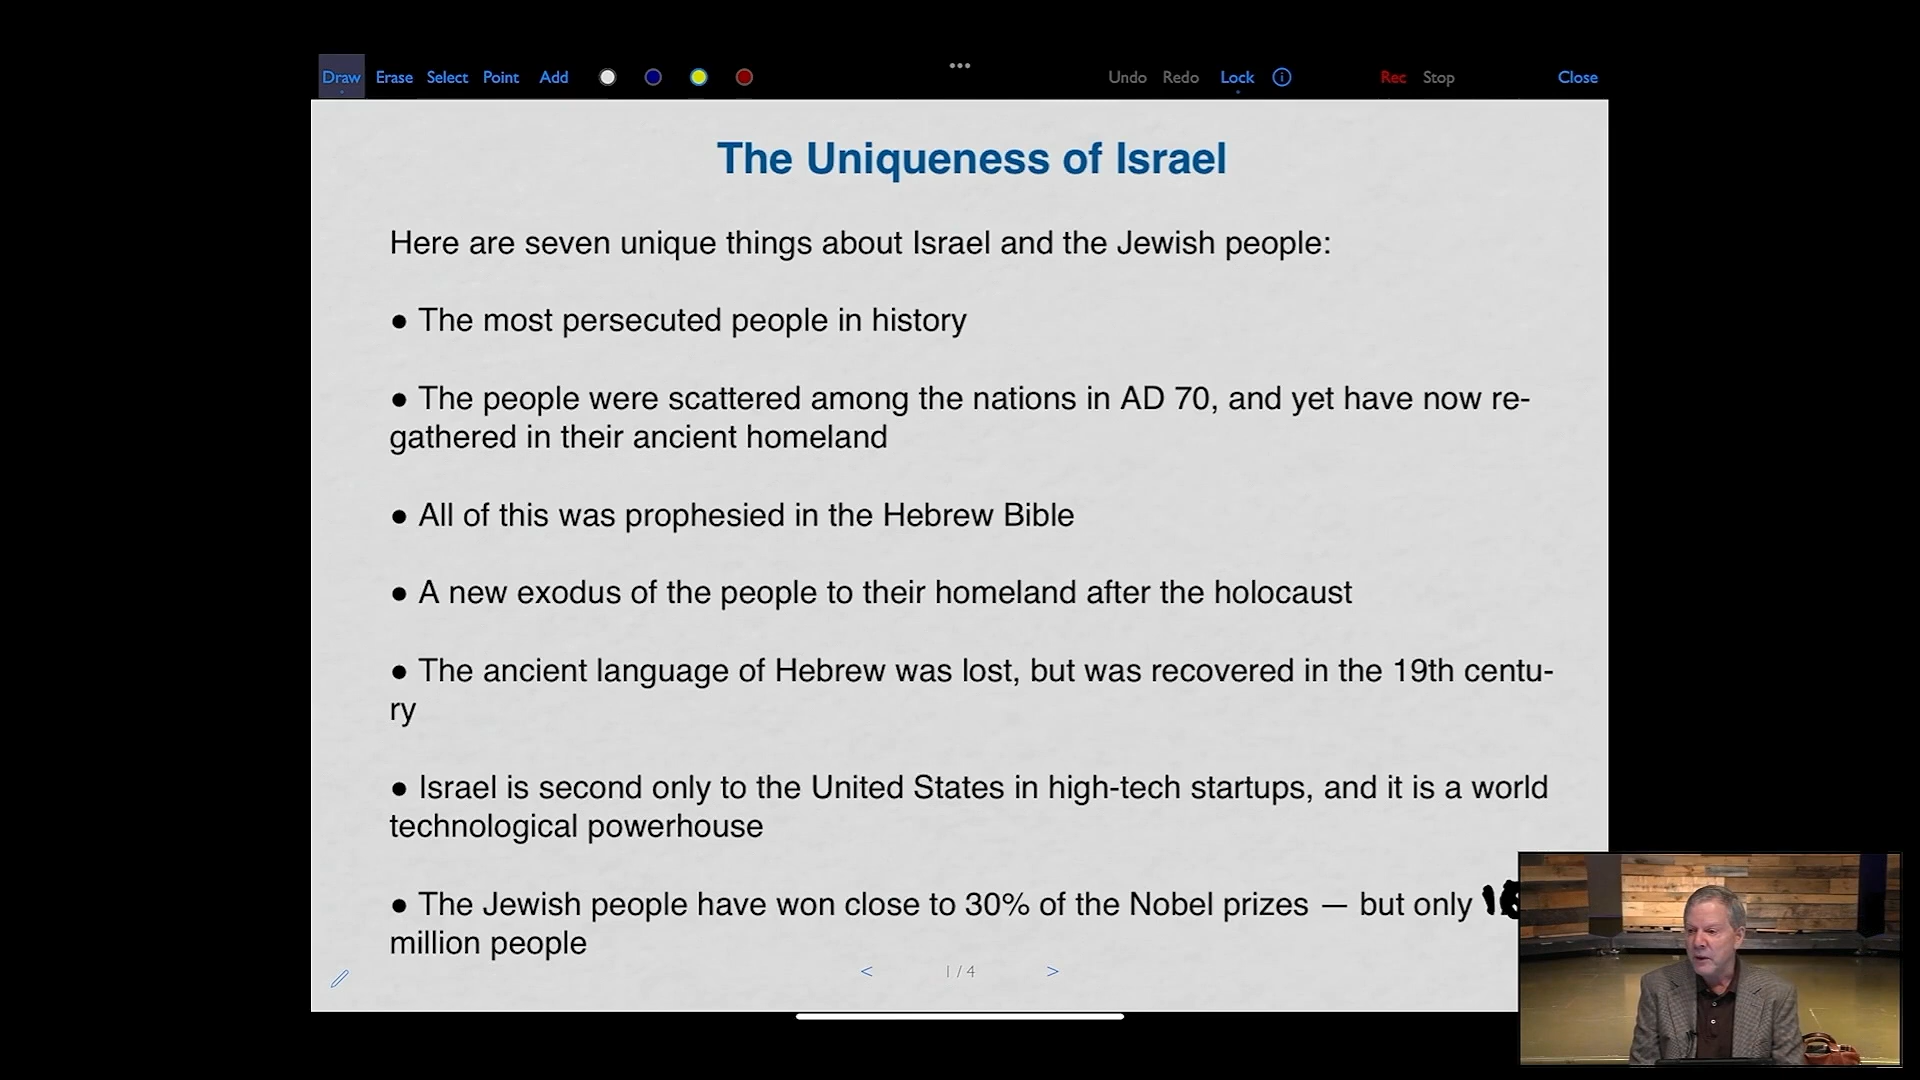 Draw Erase Select Point Add Undo Redo Lock Rec Stop Close
The Uniqueness of Israel
Here are seven unique things about Israel and the Jewish people:
● The most persecuted people in history
● The people were scattered among the nations in AD 70, and yet have now re-
gathered in their ancient homeland
● All of this was prophesied in the Hebrew Bible
● A new exodus of the people to their homeland after the holocaust
● The ancient language of Hebrew was lost, but was recovered in the 19th centu-
ry
● Israel is second only to the United States in high-tech startups, and it is a world
technological powerhouse
● The Jewish people have won close to 30% of the Nobel prizes — but only
million people
< 1 / 4 >